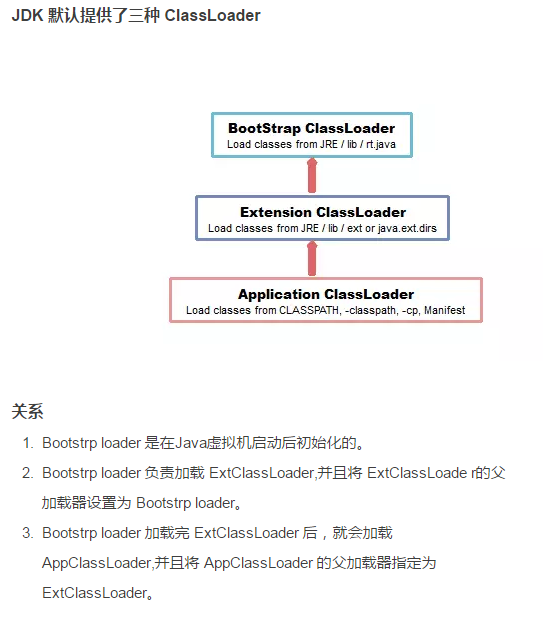 JDK 默认提供了三种 ClassLoader
BootStrap ClassLoader
Load classes from JRE / lib / rt.java
Extension ClassLoader
Load classes from JRE / lib / ext or java.ext.dirs
Application ClassLoader
Load classes from CLASSPATH, -classpath, -cp, Manifest
关系
1. Bootstrp loader 是在Java虚拟机启动后初始化的。
2. Bootstrp loader 负责加载 ExtClassLoader,并且将 ExtClassLoade r的父
加载器设置为 Bootstrp loader。
3. Bootstrp loader 加载完 ExtClassLoader 后，就会加载
AppClassLoader,并且将 AppClassLoader 的父加载器指定为
ExtClassLoader。